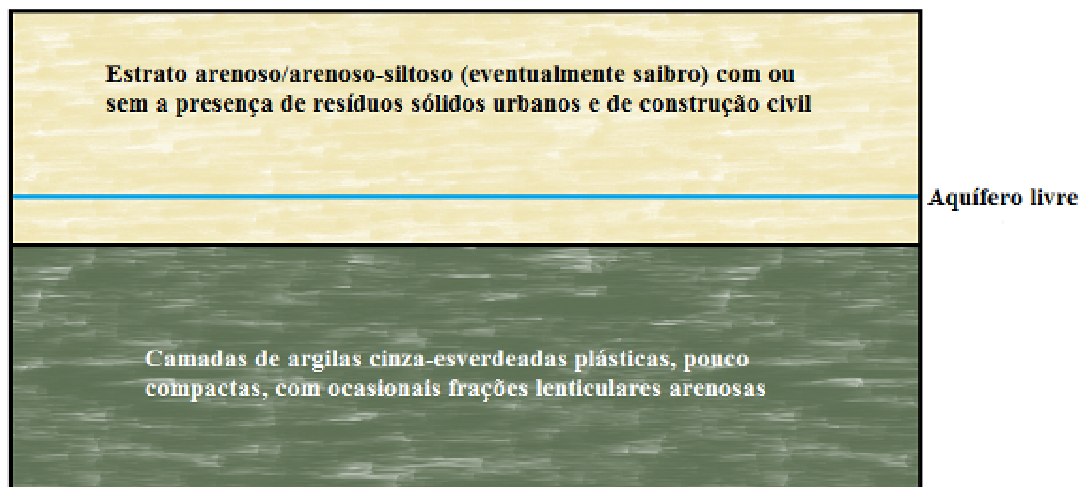 Estrato arenoso/arenoso-siltoso (eventualmente saibro) com ou
sem a presença de resíduos sólidos urbanos e de construção civil
Aquífero livre
Camadas de argilas cinza-esverdeadas plásticas, pouco
compactas, com ocasionais frações lenticulares arenosas